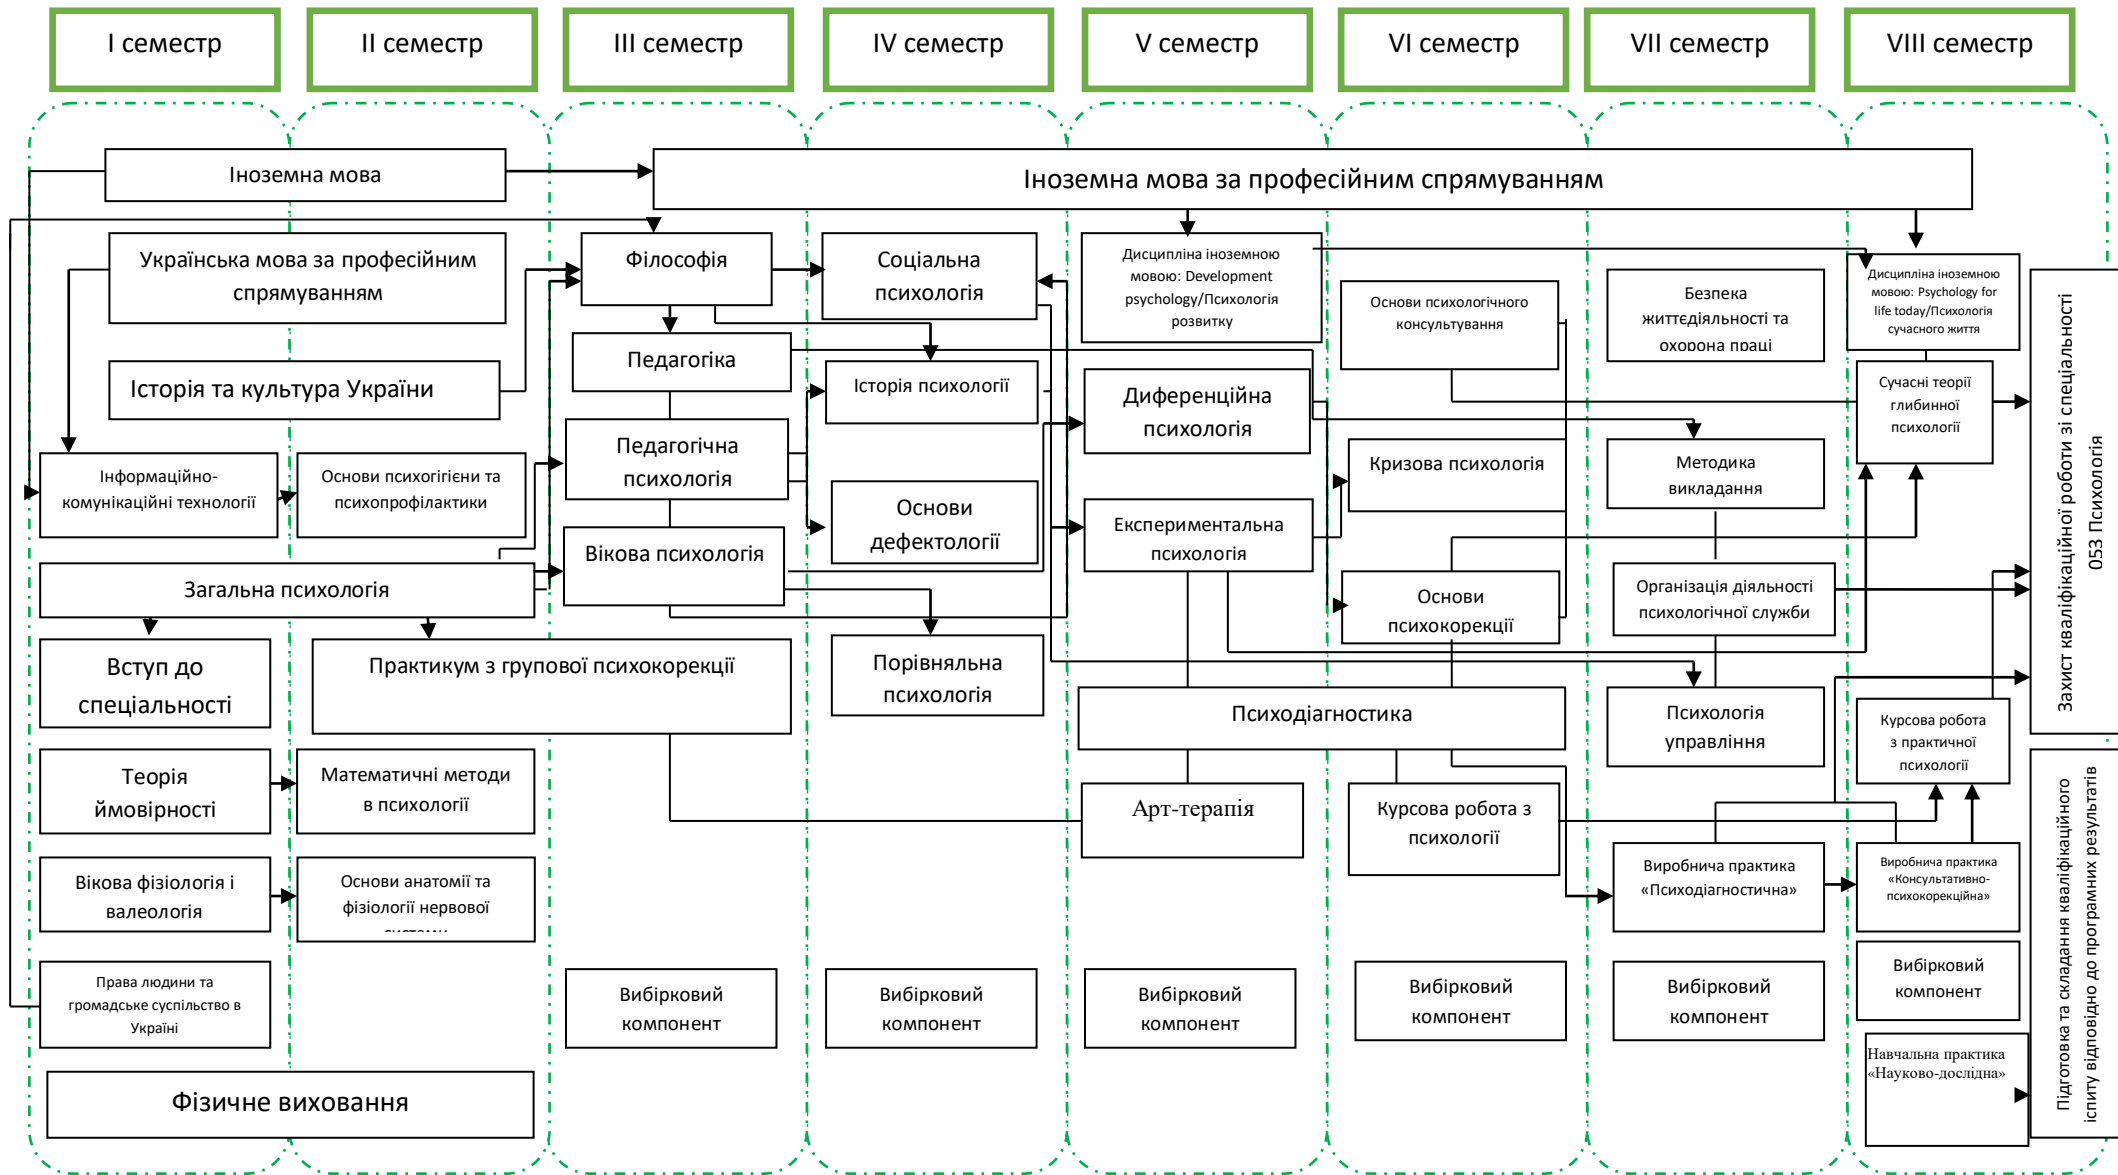 І семестр
ІІ семестр
ІІІ семестр
IV семестр
V семестр
VI семестр
VII семестр
VIII семестр
Іноземна мова
Іноземна мова за професійним спрямуванням
Українська мова за професійним
спрямуванням
Філософія
Соціальна
психологія
Дисципліна іноземною
мовою: Development
psychology/Психологія
розвитку
Основи психологічного
консультування
Безпека
життєдіяльності та
охорона праці
Дисципліна іноземною
мовою: Psychology for
life today/Психологія
сучасного життя
Історія та культура України
Педагогіка
Історія психології
Диференційна
психологія
Сучасні теорії
глибинної
психології
Інформаційно-
комунікаційні технології
Основи психогігієни та
психопрофілактики
Педагогічна
психологія
Основи
дефектології
Експериментальна
психологія
Кризова психологія
Методика
викладання
Загальна психологія
Вікова психологія
Основи
психокорекції
Організація діяльності
психологічної служби
Вступ до
спеціальності
Практикум з групової психокорекції
Порівняльна
психологія
Психодіагностика
Психологія
управління
Курсова робота
з практичної
психології
Теорія
ймовірності
Математичні методи
в психології
Арт-терапія
Курсова робота з
психології
Вікова фізіологія і
валеологія
Основи анатомії та
фізіології нервової
системи
Виробнича практика
«Психодіагностична»
Виробнича практика
«Консультативно-
психокорекційна»
Права людини та
громадське суспільство в
Україні
Вибірковий
компонент
Вибірковий
компонент
Вибірковий
компонент
Вибірковий
компонент
Вибірковий
компонент
Вибірковий
компонент
Фізичне виховання
Навчальна практика
«Науково-дослідна»
Захист кваліфікаційної роботи зі спеціальності
053 Психологія
Підготовка та складання кваліфікаційного
іспиту відповідно до програмних результатів